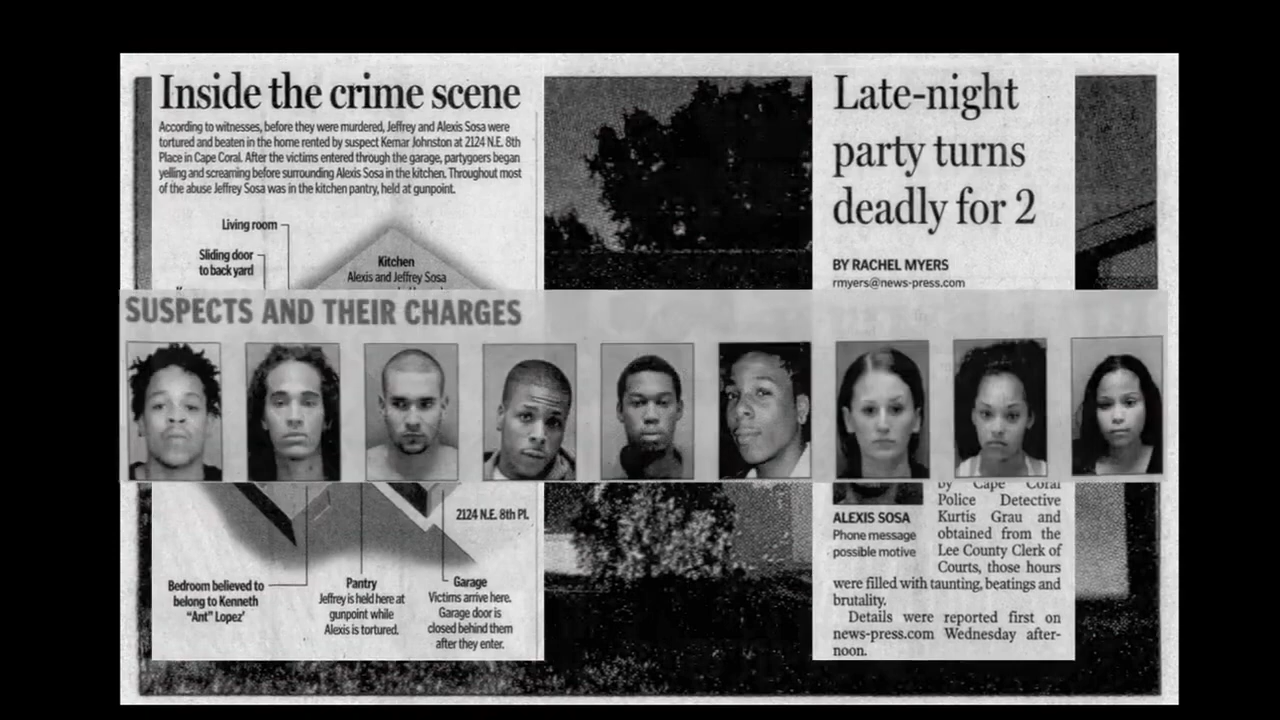 Inside the crime scene
According to witnesses, before they were murdered, Jeffrey and Alexis Sosa were
tortured and beaten in the home rented by suspect Kemar Johnston at 2124 N.E. 8th
Place in Cape Coral. After the victims entered through the garage, partygoers began
yelling and screaming before surrounding Alexis Sosa in the kitchen. Throughout most
of the abuse Jeffrey Sosa was in the kitchen pantry, held at gunpoint.
Living room
Sliding door
to back yard
Kitchen
Alexis and Jeffrey Sosa
Late-night
party turns
deadly for 2
BY RACHEL MYERS
rmyers@news-press.com
SUSPECTS AND THEIR CHARGES
2124 N.E. 8th Pl.
Bedroom believed to
belong to Kenneth
“Ant” Lopez’
Pantry
Jeffrey is held here at
gunpoint while
Alexis is tortured.
Garage
Victims arrive here.
Garage door is
closed behind them
after they enter.
ALEXIS SOSA
Phone message
possible motive
by Cape Coral
Police Detective
Kurtis Grau and
obtained from the
Lee County Clerk of
Courts, those hours
were filled with taunting, beatings and
brutality.
Details were reported first on
news-press.com Wednesday after-
noon.